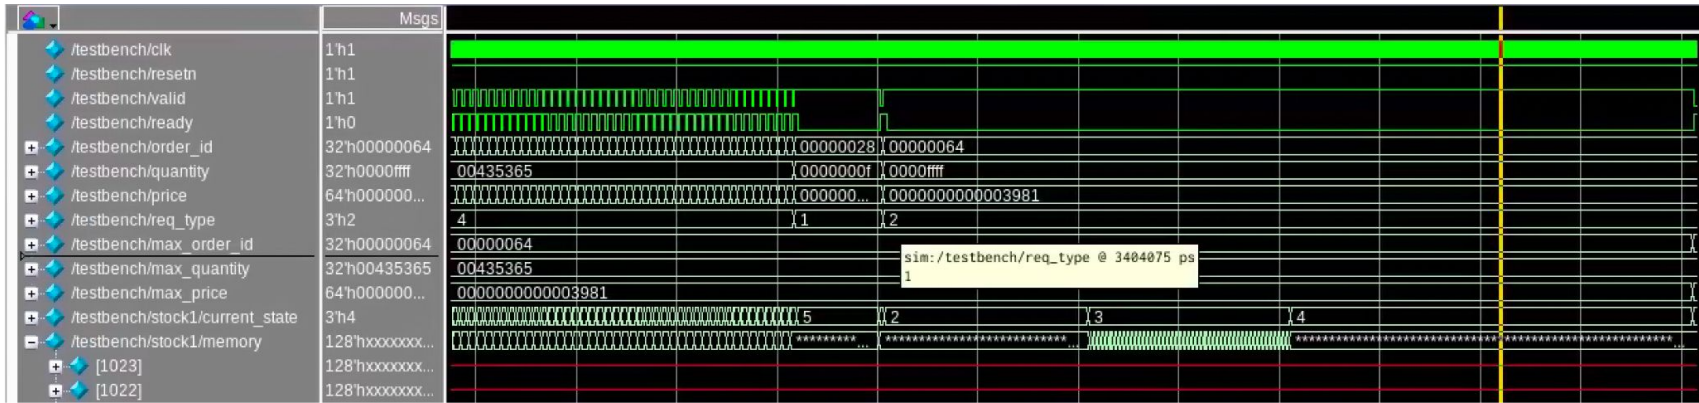 Msgs
/testbench/clk 1'h1
/testbench/resetn 1'h1
/testbench/valid 1'h1
/testbench/ready 1'h0
/testbench/order_id 32'h00000064 00000028 00000064
/testbench/quantity 32'h0000ffff 00435365 0000000f 0000ffff
/testbench/price 64'h000000... 000000... 0000000000003981
/testbench/req_type 3'h2 4 1 2
/testbench/max_order_id 32'h00000064 00000064
sim:/testbench/req_type @ 3404075 ps
1
/testbench/max_quantity 32'h00435365 00435365
/testbench/max_price 64'h000000... 0000000000003981
/testbench/stock1/current_state 3'h4 5 2 3 4
/testbench/stock1/memory 128'hxxxxxxx...
[1023] 128'hxxxxxxx...
[1022] 128'hxxxxxxx...